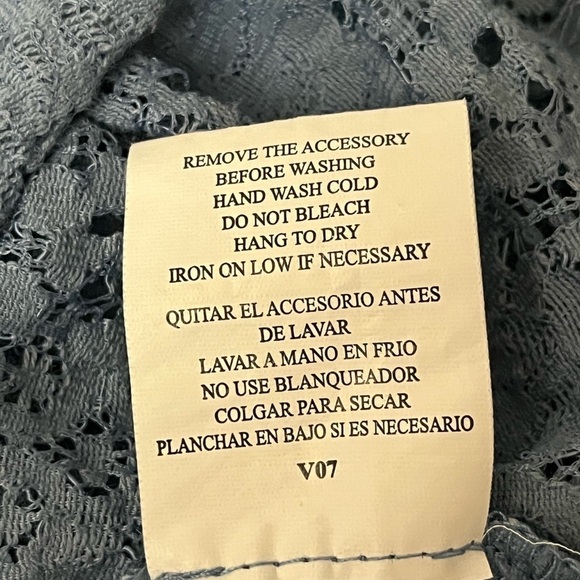 REMOVE THE ACCESSORY
BEFORE WASHING
HAND WASH COLD
DO NOT BLEACH
HANG TO DRY
IRON ON LOW IF NECESSARY
QUITAR EL ACCESORIO ANTES
DE LAVAR
LAVAR A MANO EN FRIO
NO USE BLANQUEADOR
COLGAR PARA SECAR
PLANCHAR EN BAJO SI ES NECESARIO
V07